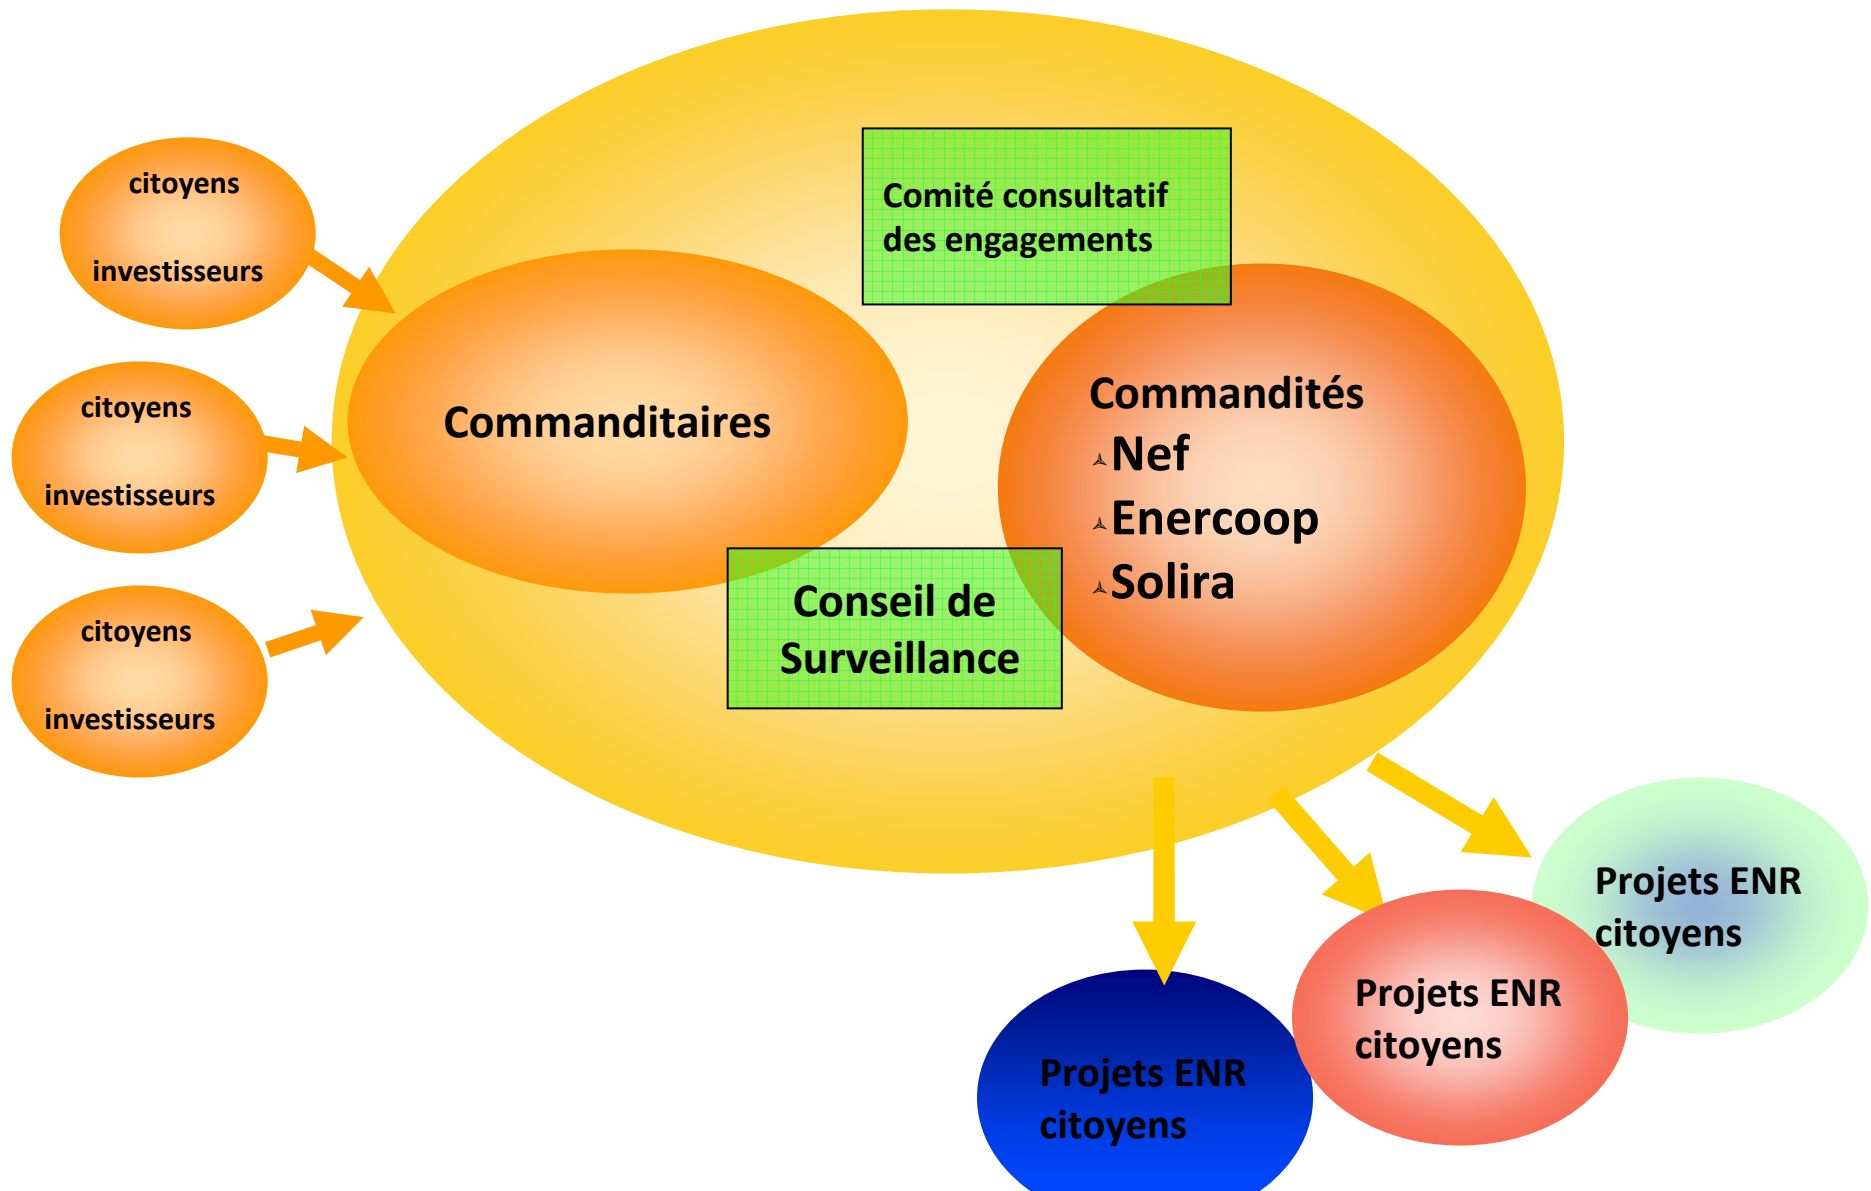 citoyens
investisseurs
citoyens
investisseurs
citoyens
investisseurs
Commanditaires
Comité consultatif
des engagements
Conseil de
Surveillance
Commandités
Nef
Enercoop
Solira
Projets ENR
citoyens
Projets ENR
citoyens
Projets ENR
citoyens